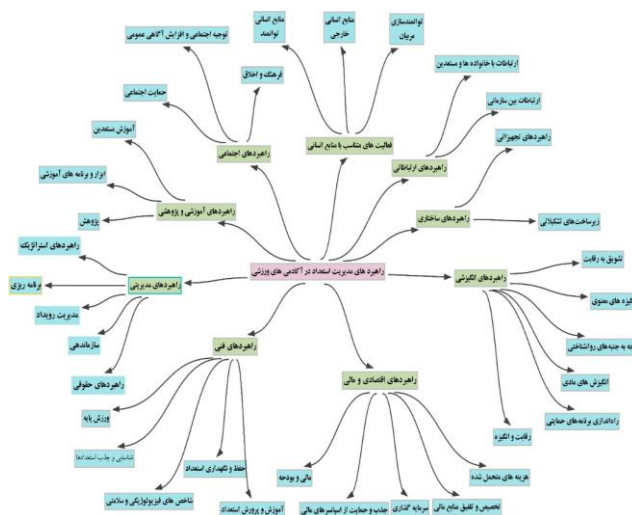 توانمندسازی
مربیان
منابع انسانی
خارجی
منابع انسانی
توانمند
توجیه اجتماعی و افزایش آگاهی عمومی
ارتباطات با خانواده ها و مستعدین
فرهنگ و اخلاق
حمایت اجتماعی
ارتباطات بین سازمانی
راهبردهای تجهیزاتی
آموزش مستعدین
فعالیت های متناسب با منابع انسانی
راهبردهای اجتماعی
راهبردهای ارتباطاتی
ابزار و برنامه های آموزشی
راهبردهای آموزشی و پژوهشی
راهبردهای ساختاری
زیرساخت‌های تشکیلاتی
پژوهش
راهبردهای استراتژیک
راهبرد های مدیریت استعداد در آکادمی های ورزشی
راهبردهای انگیزشی
تشویق به رقابت
برنامه ریزی
راهبردهای مدیریتی
های معنوی
مدیریت رویداد
سازماندهی
به جنبه‌های روانشناختی
راهبردهای فنی
راهبردهای اقتصادی و مالی
انگیزش های مادی
راهبردهای حقوقی
راه‌اندازی برنامه‌های حمایتی
ورزش پایه
رقابت و انگیزه
شناسایی و جذب استعدادها
حفظ و نگهداری استعداد
مالی و بودجه
هزینه های متحمل شده
شاخص های فیزیولوژیکی و سلامتی
آموزش و پرورش استعداد
جذب و حمایت از اسپانسرهای مالی
سرمایه گذاری
تخصیص و تلفیق منابع مالی